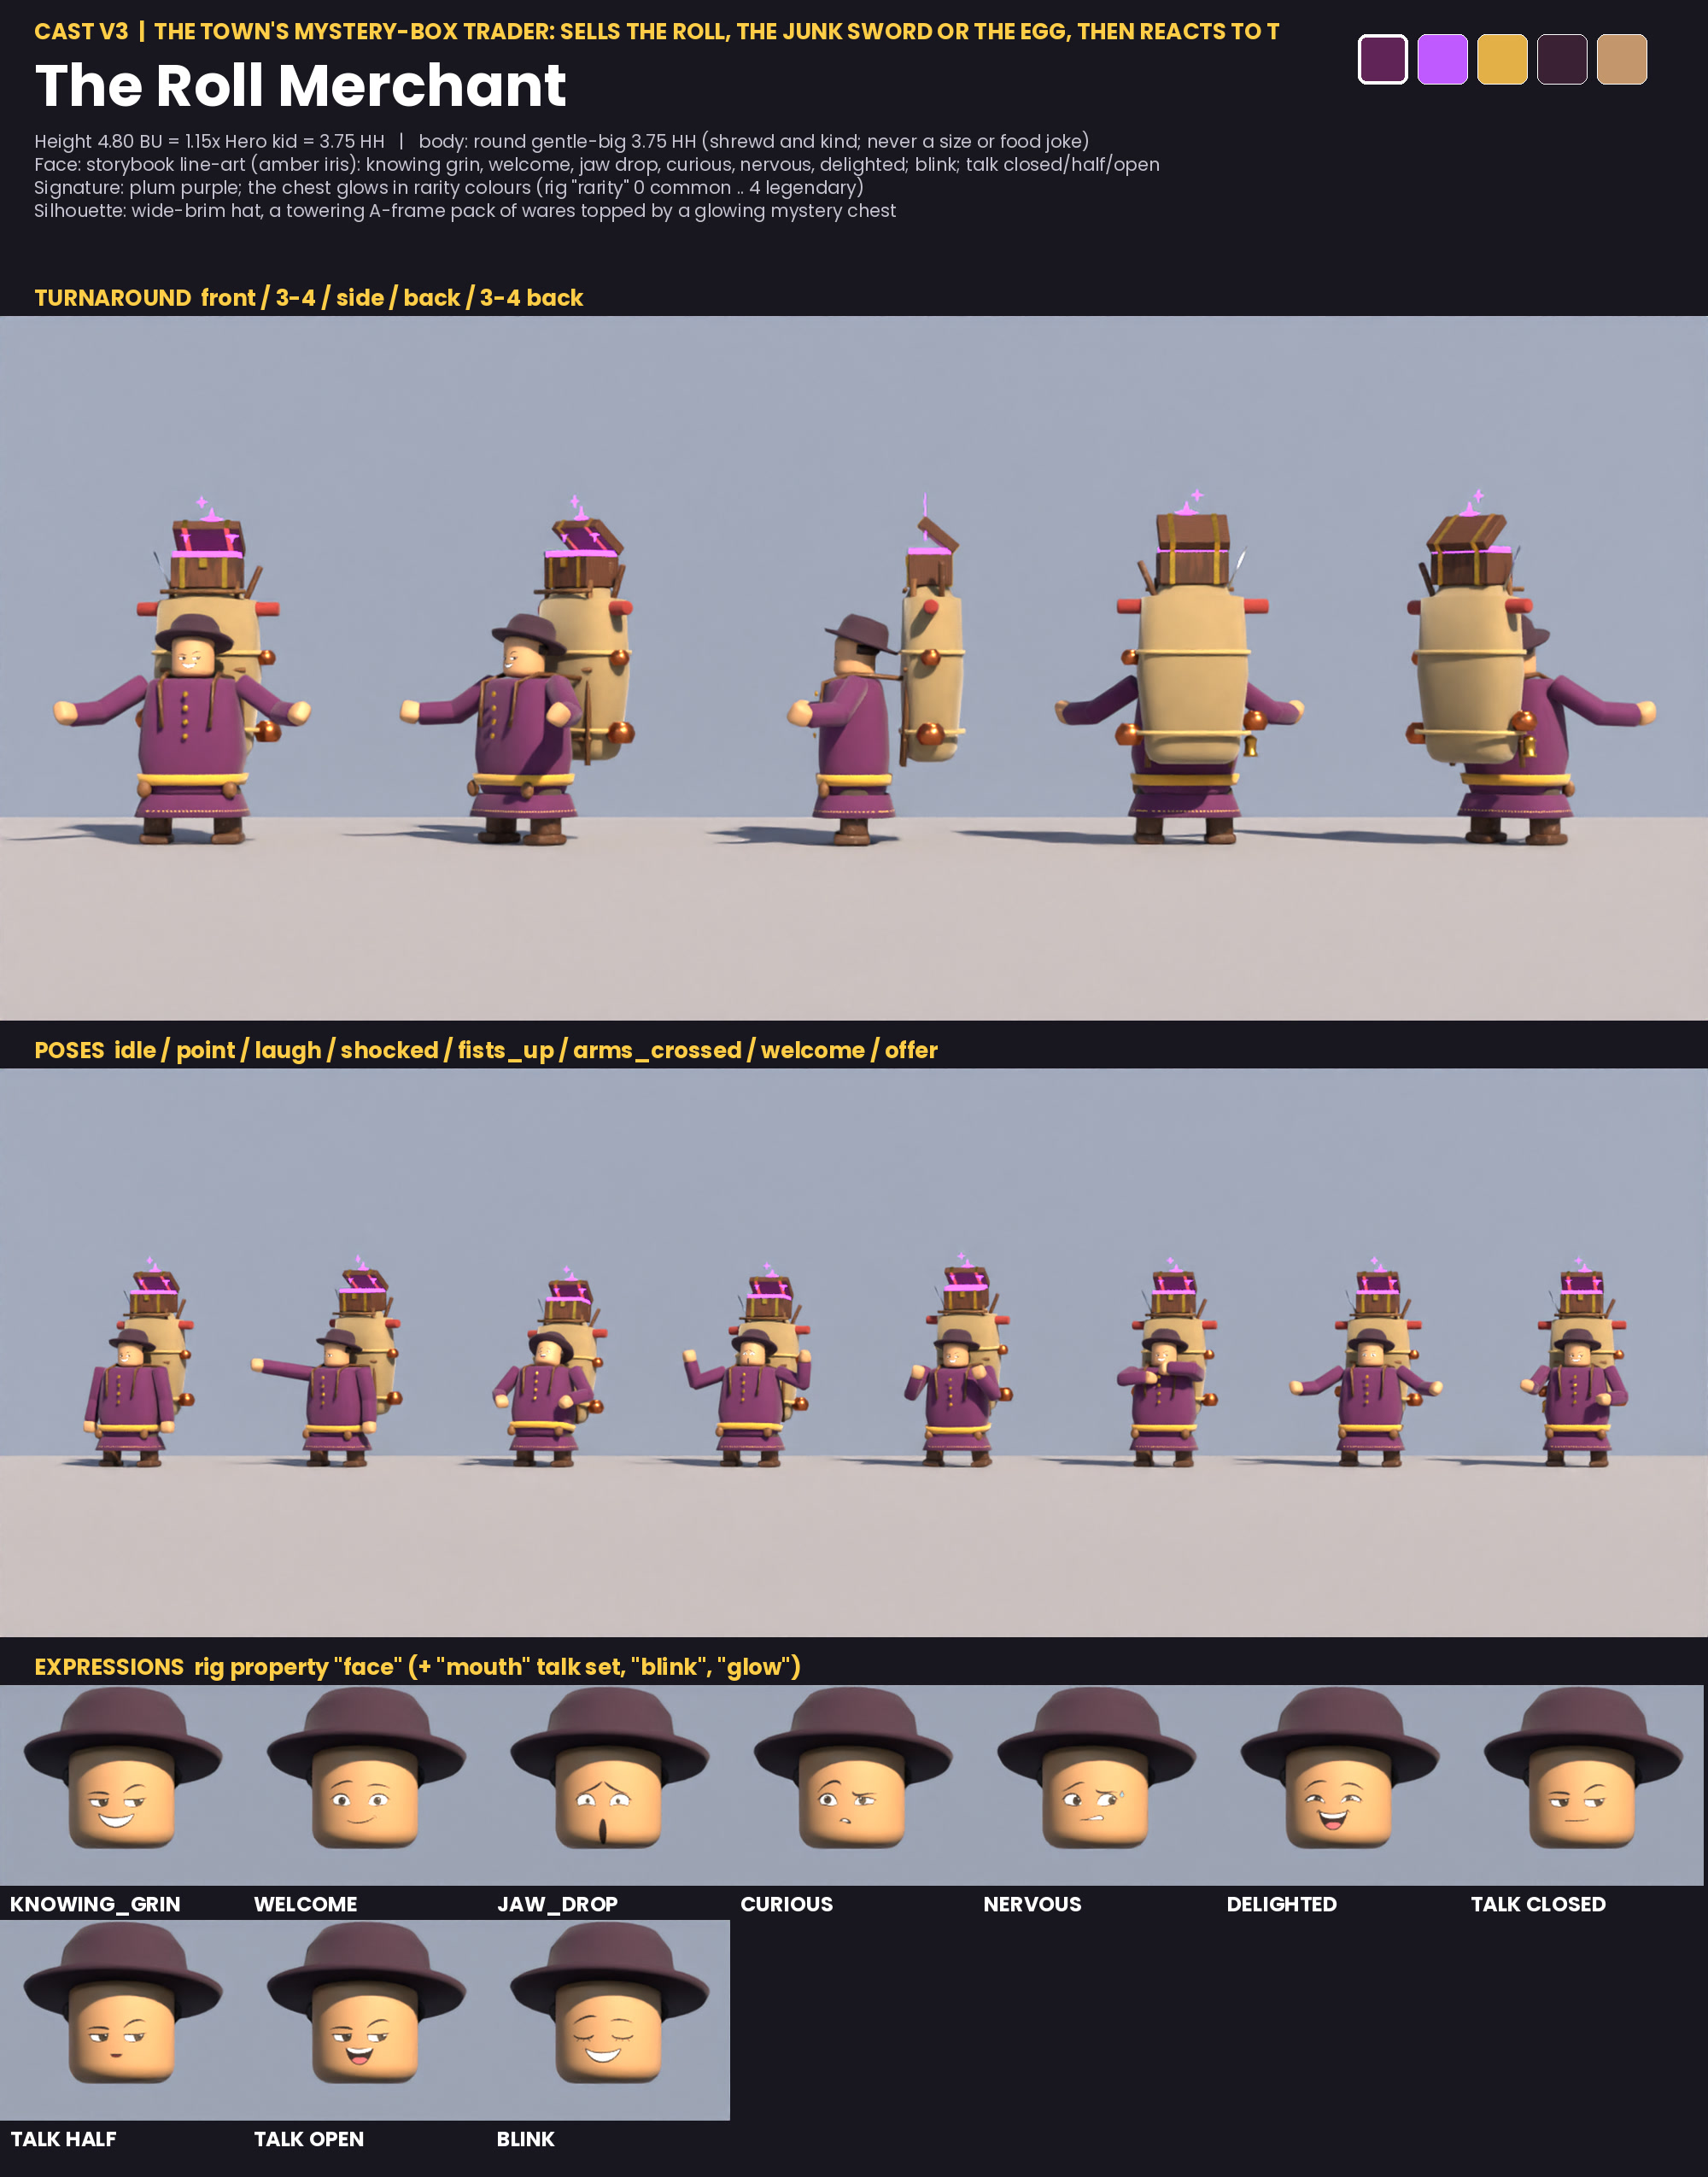 CAST V3 | THE TOWN'S MYSTERY-BOX TRADER: SELLS THE ROLL, THE JUNK SWORD OR THE EGG, THEN REACTS TO T
The Roll Merchant
Height 4.80 BU = 1.15x Hero kid = 3.75 HH | body: round gentle-big 3.75 HH (shrewd and kind; never a size or food joke)
Face: storybook line-art (amber iris): knowing grin, welcome, jaw drop, curious, nervous, delighted; blink; talk closed/half/open
Signature: plum purple; the chest glows in rarity colours (rig "rarity" 0 common .. 4 legendary)
Silhouette: wide-brim hat, a towering A-frame pack of wares topped by a glowing mystery chest
TURNAROUND front / 3-4 / side / back / 3-4 back
POSES idle / point / laugh / shocked / fists_up / arms_crossed / welcome / offer
EXPRESSIONS rig property "face" (+ "mouth" talk set, "blink", "glow")
KNOWING_GRIN WELCOME JAW_DROP CURIOUS NERVOUS DELIGHTED TALK CLOSED
TALK HALF TALK OPEN BLINK